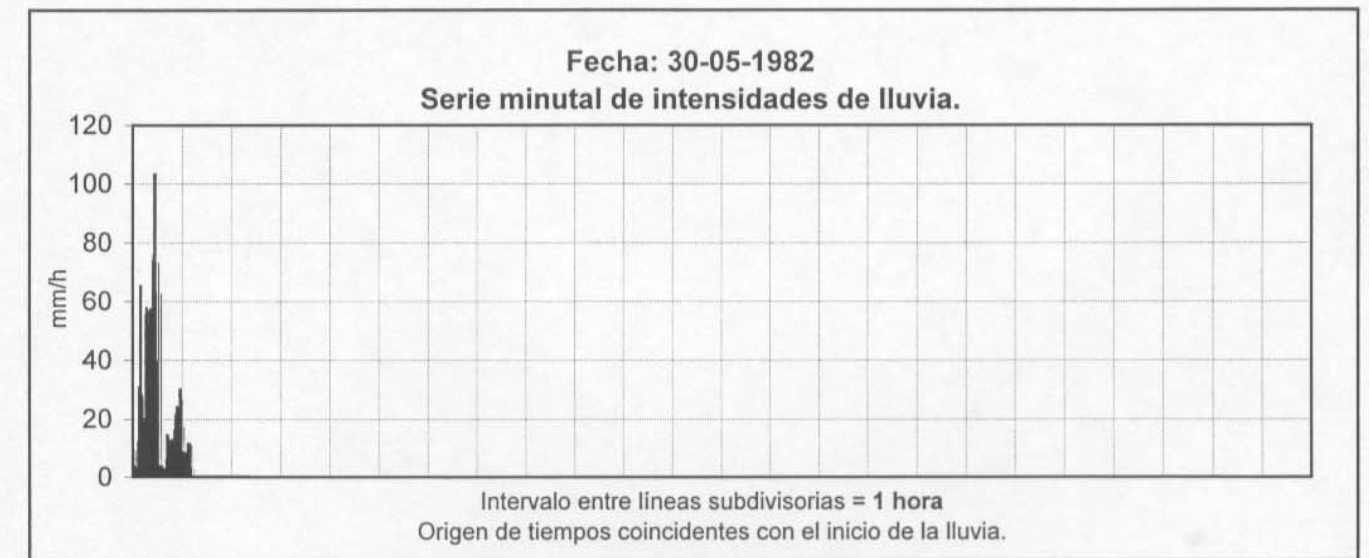 Fecha: 30-05-1982
Serie minutal de intensidades de lluvia.
120
100
80
60
40
20
0
mm/h
Intervalo entre líneas subdivisorias = 1 hora
Origen de tiempos coincidentes con el inicio de la lluvia.